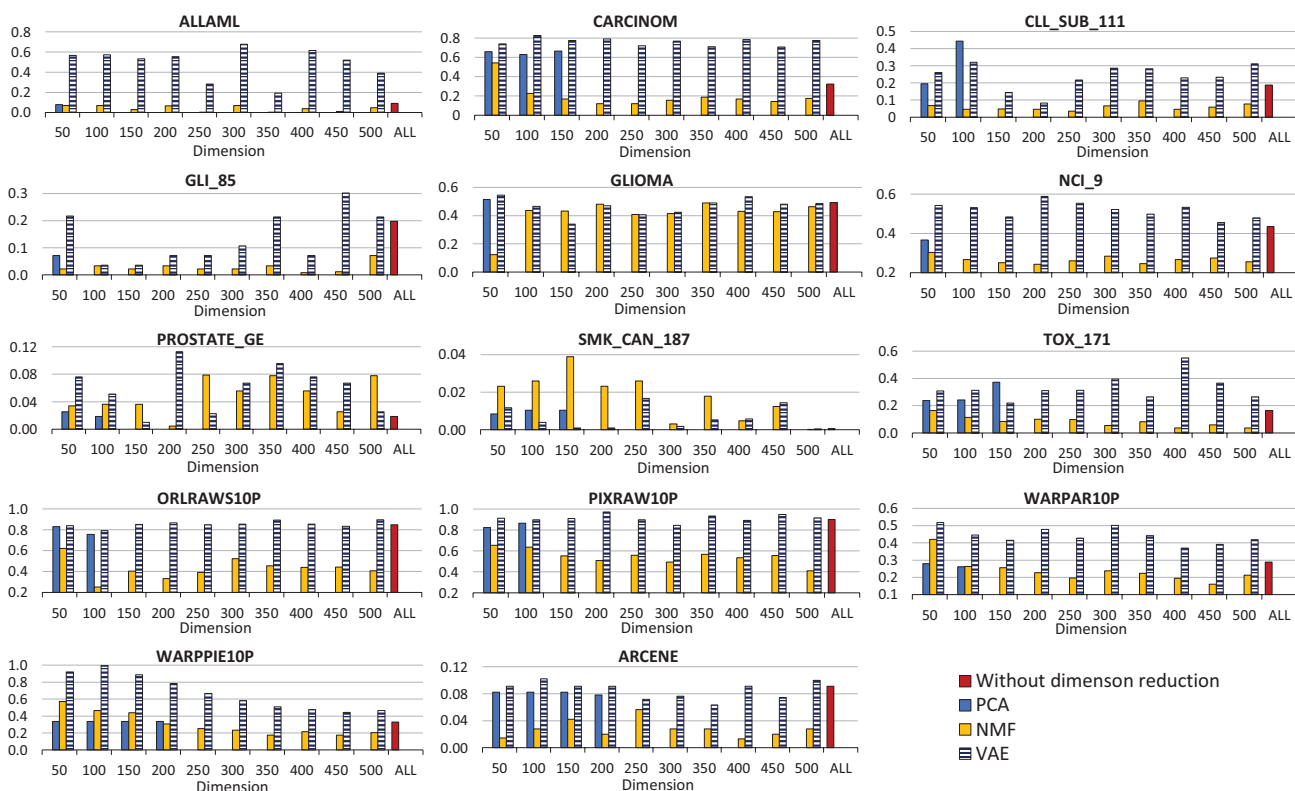 ALLAML
0.8
0.6
0.4
0.2
0.0
50 100 150 200 250 300 350 400 450 500 ALL
Dimension
CARCINOM
0.8
0.6
0.4
0.2
0
50 100 150 200 250 300 350 400 450 500 ALL
Dimension
CLL_SUB_111
0.5
0.4
0.3
0.2
0.1
0
50 100 150 200 250 300 350 400 450 500 ALL
Dimension
GLI_85
0.3
0.2
0.1
0.0
50 100 150 200 250 300 350 400 450 500 ALL
Dimension
GLIOMA
0.6
0.4
0.2
0.0
50 100 150 200 250 300 350 400 450 500 ALL
Dimension
NCI_9
0.6
0.4
0.2
50 100 150 200 250 300 350 400 450 500 ALL
Dimension
PROSTATE_GE
0.12
0.08
0.04
0.00
50 100 150 200 250 300 350 400 450 500 ALL
Dimension
SMK_CAN_187
0.04
0.02
0.00
50 100 150 200 250 300 350 400 450 500 ALL
Dimension
TOX_171
0.6
0.4
0.2
0.0
50 100 150 200 250 300 350 400 450 500 ALL
Dimension
ORLRAWS10P
1.0
0.8
0.6
0.4
0.2
50 100 150 200 250 300 350 400 450 500 ALL
Dimension
PIXRAW10P
1.0
0.8
0.6
0.4
0.2
50 100 150 200 250 300 350 400 450 500 ALL
Dimension
WARPAR10P
0.6
0.5
0.4
0.3
0.2
0.1
50 100 150 200 250 300 350 400 450 500 ALL
Dimension
WARPPIE10P
1.0
0.8
0.6
0.4
0.2
0.0
50 100 150 200 250 300 350 400 450 500 ALL
Dimension
ARCENE
0.12
0.08
0.04
0.00
50 100 150 200 250 300 350 400 450 500 ALL
Dimension
Without dimenson reduction
PCA
NMF
VAE